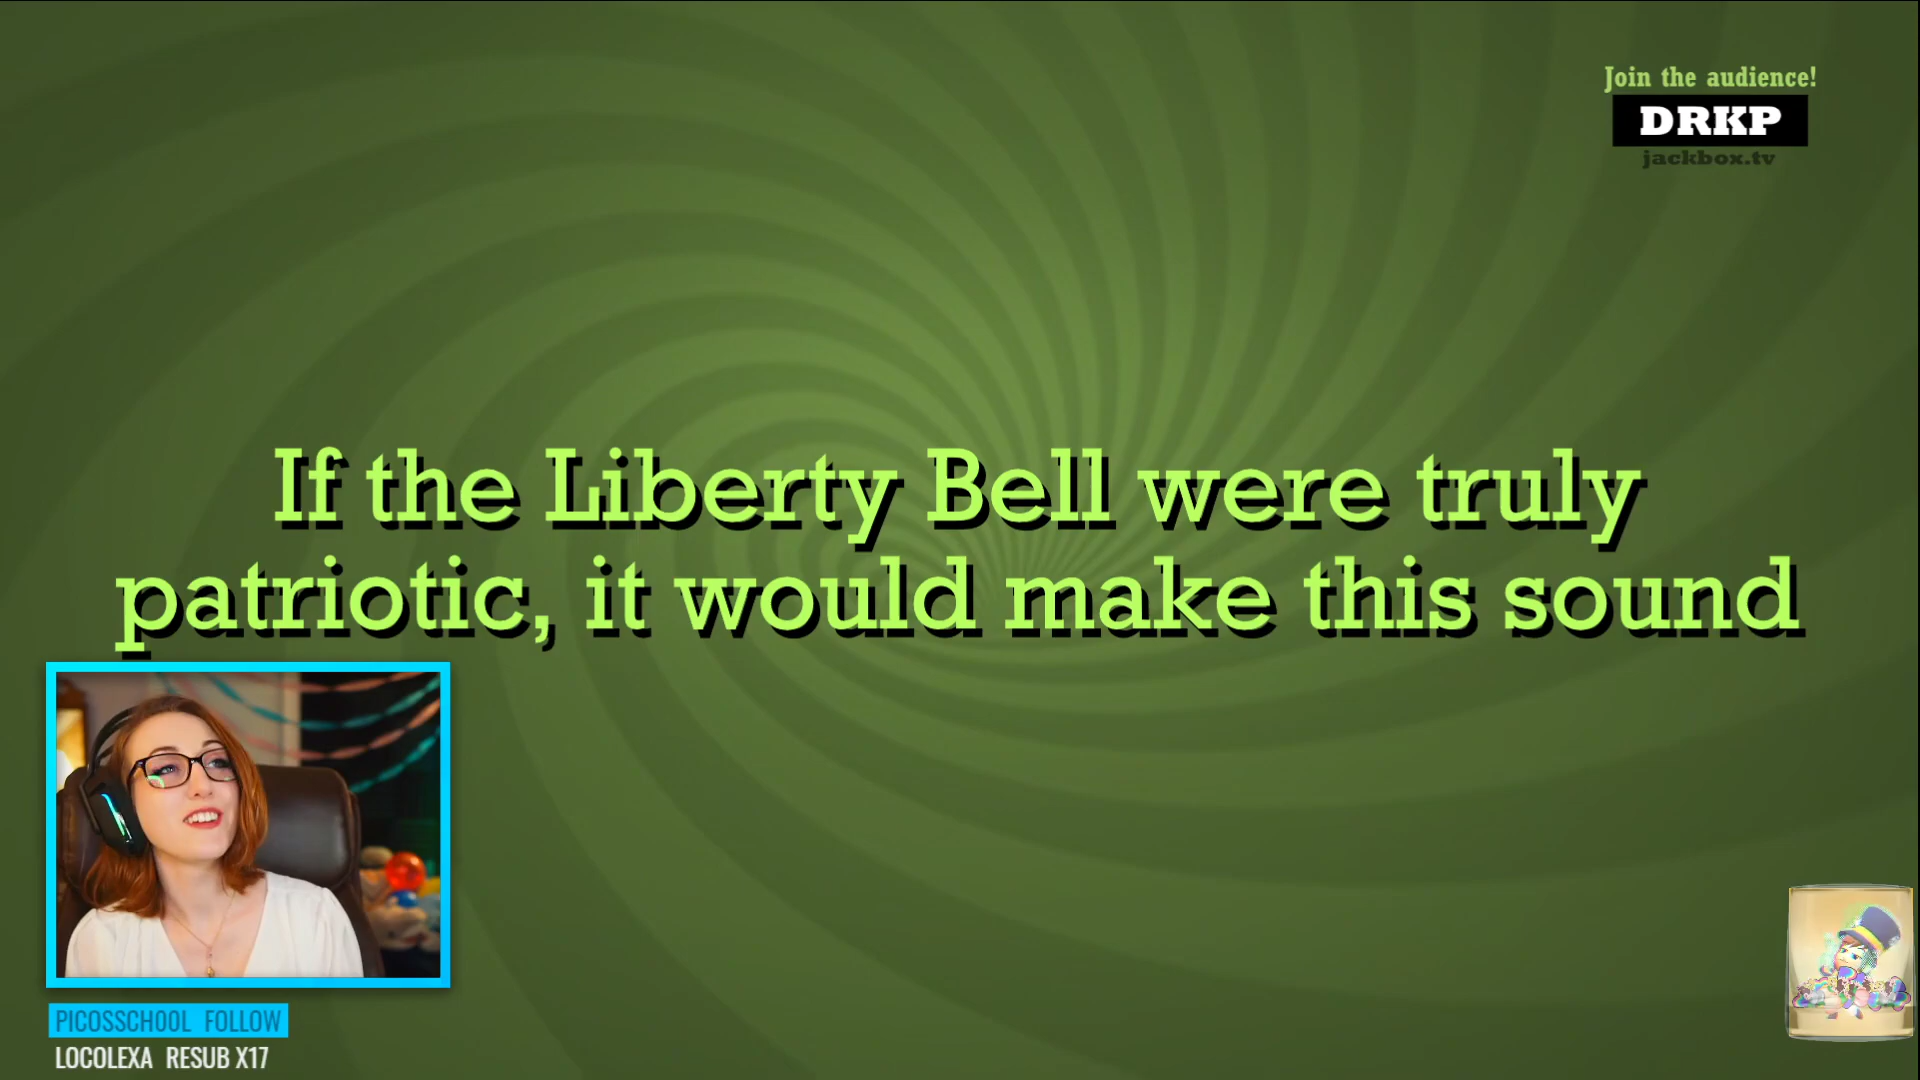 Join the audience!
DRKP
jackbox.tv
If the Liberty Bell were truly
patriotic, it would make this sound
PICOSSCHOOL FOLLOW
LOCOLEXA RESUB X17